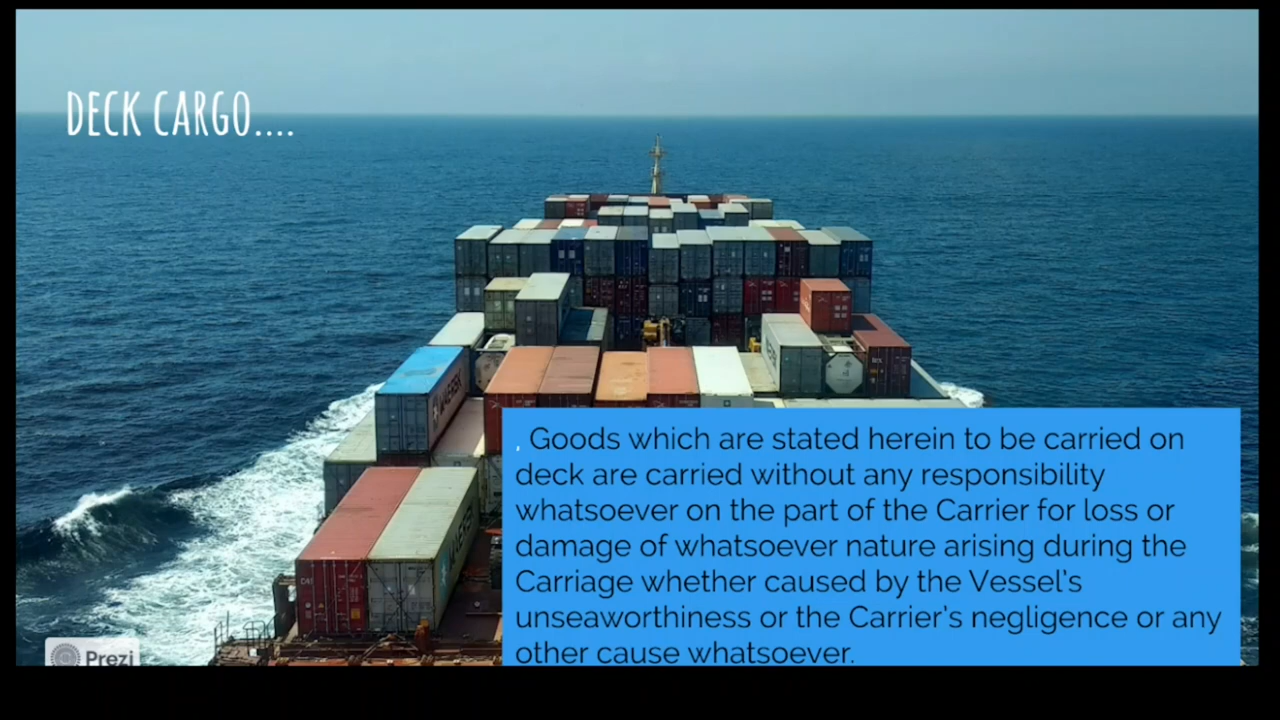 DECK CARGO....
, Goods which are stated herein to be carried on
deck are carried without any responsibility
whatsoever on the part of the Carrier for loss or
damage of whatsoever nature arising during the
Carriage whether caused by the Vessel's
unseaworthiness or the Carrier's negligence or any
other cause whatsoever.
MAERSK
Prezi